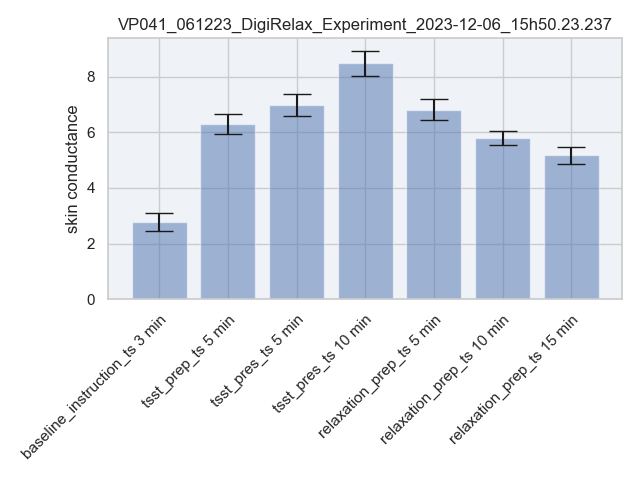 VP041_061223_DigiRelax_Experiment_2023-12-06_15h50.23.237
skin conductance
8
6
4
2
0
baseline_instruction_ts 3 min
tsst_prep_ts 5 min
tsst_pres_ts 5 min
tsst_pres_ts 10 min
relaxation_prep_ts 5 min
relaxation_prep_ts 10 min
relaxation_prep_ts 15 min